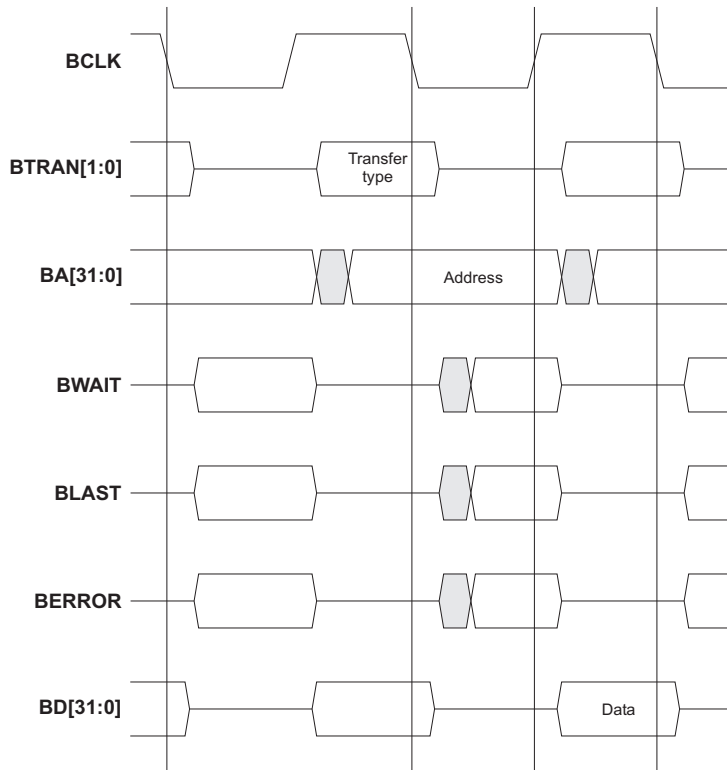 BCLK
BTRAN[1:0]
Transfer
type
BA[31:0]
Address
BWAIT
BLAST
BERROR
BD[31:0]
Data